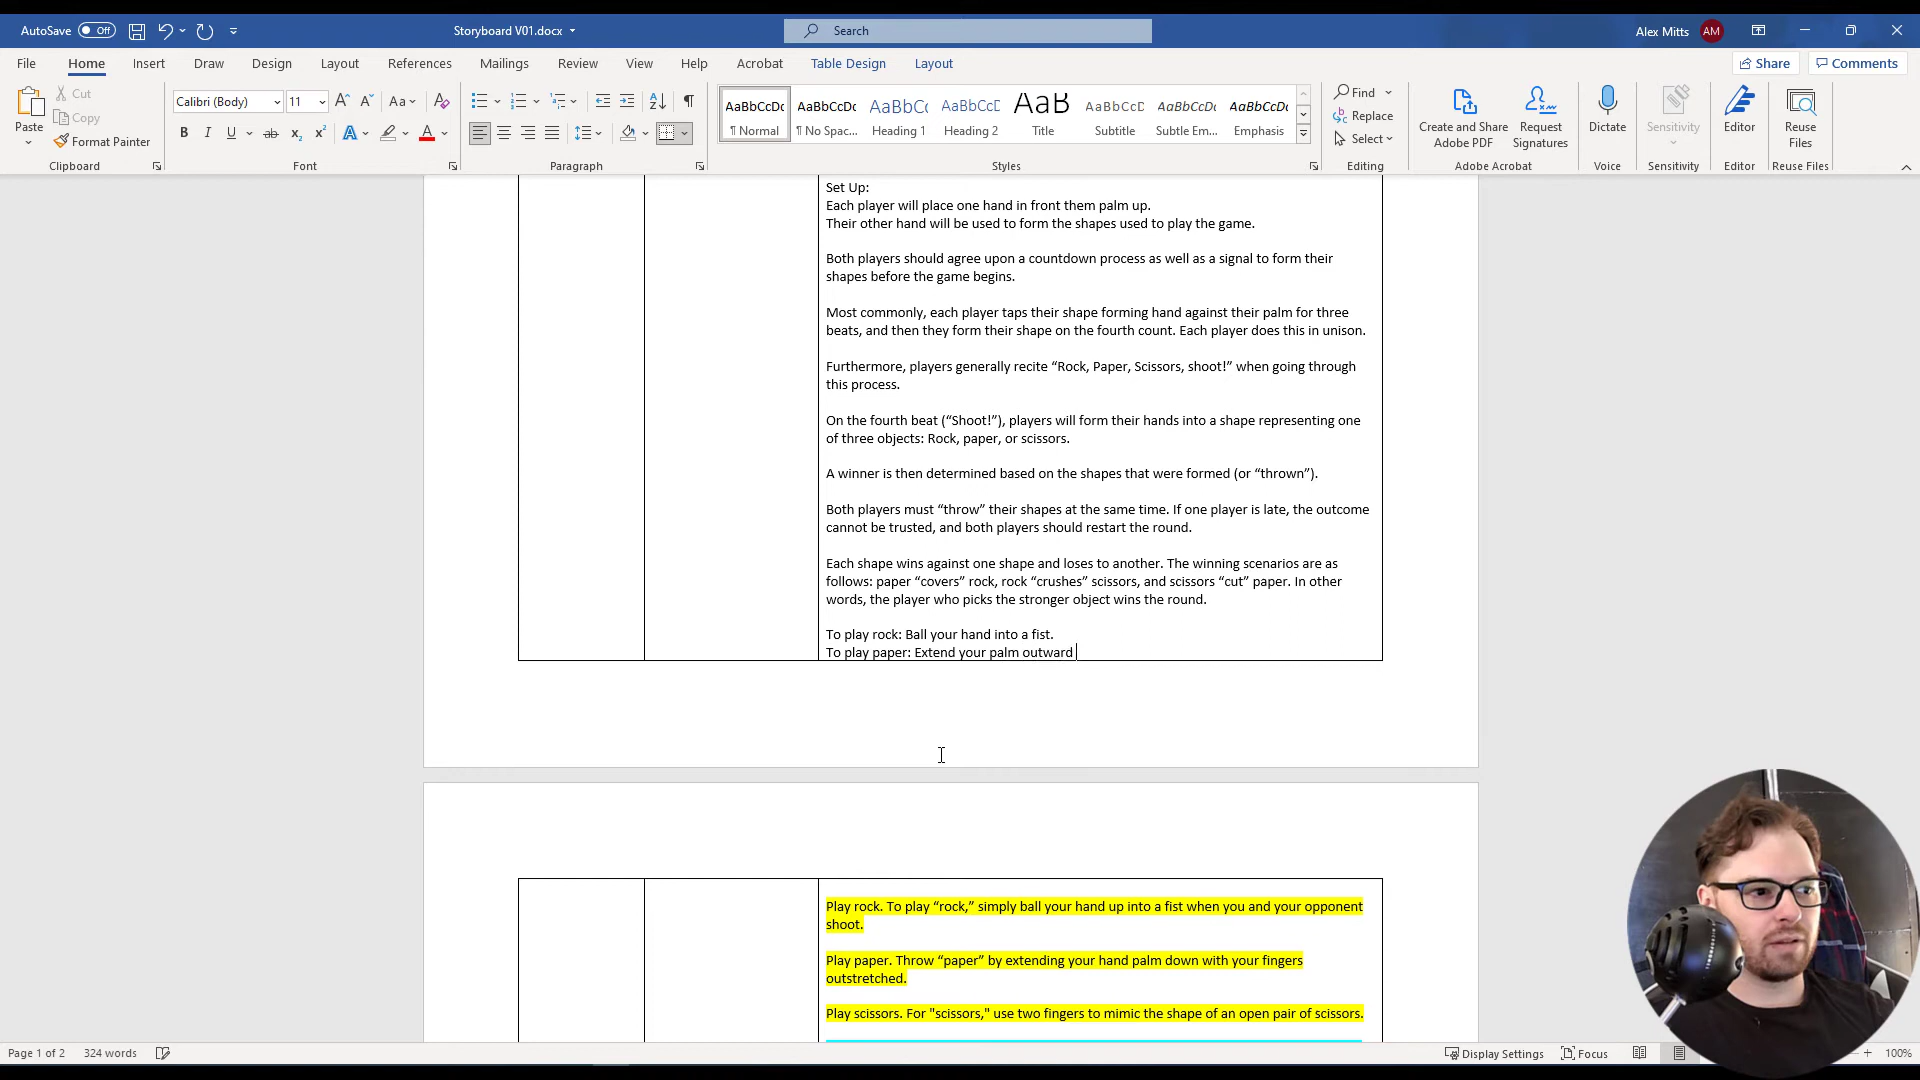 AutoSave Off Storyboard V01.docx Search Alex Mitts AM
File Home Insert Draw Design Layout References Mailings Review View Help Acrobat Table Design Layout Share Comments
Paste Cut Copy Format Painter Clipboard
Calibri (Body) 11 Aa Font
Paragraph
AaBbCcDc AaBbCcDc AaBbC AaBbCcC AaB AaBbCcD AaBbCcDc AaBbCcDc
¶ Normal ¶ No Spac... Heading 1 Heading 2 Title Subtitle Subtle Em... Emphasis
Styles
Find Replace Select Editing
Create and Share Adobe PDF Request Signatures Adobe Acrobat
Dictate Voice Sensitivity Sensitivity Editor Editor Reuse Files Reuse Files
Set Up:
Each player will place one hand in front them palm up.
Their other hand will be used to form the shapes used to play the game.
Both players should agree upon a countdown process as well as a signal to form their
shapes before the game begins.
Most commonly, each player taps their shape forming hand against their palm for three
beats, and then they form their shape on the fourth count. Each player does this in unison.
Furthermore, players generally recite “Rock, Paper, Scissors, shoot!” when going through
this process.
On the fourth beat (“Shoot!”), players will form their hands into a shape representing one
of three objects: Rock, paper, or scissors.
A winner is then determined based on the shapes that were formed (or “thrown”).
Both players must “throw” their shapes at the same time. If one player is late, the outcome
cannot be trusted, and both players should restart the round.
Each shape wins against one shape and loses to another. The winning scenarios are as
follows: paper “covers” rock, rock “crushes” scissors, and scissors “cut” paper. In other
words, the player who picks the stronger object wins the round.
To play rock: Ball your hand into a fist.
To play paper: Extend your palm outward
Play rock. To play “rock,” simply ball your hand up into a fist when you and your opponent
shoot.
Play paper. Throw “paper” by extending your hand palm down with your fingers
outstretched.
Play scissors. For "scissors," use two fingers to mimic the shape of an open pair of scissors.
Page 1 of 2 324 words Display Settings Focus 100%